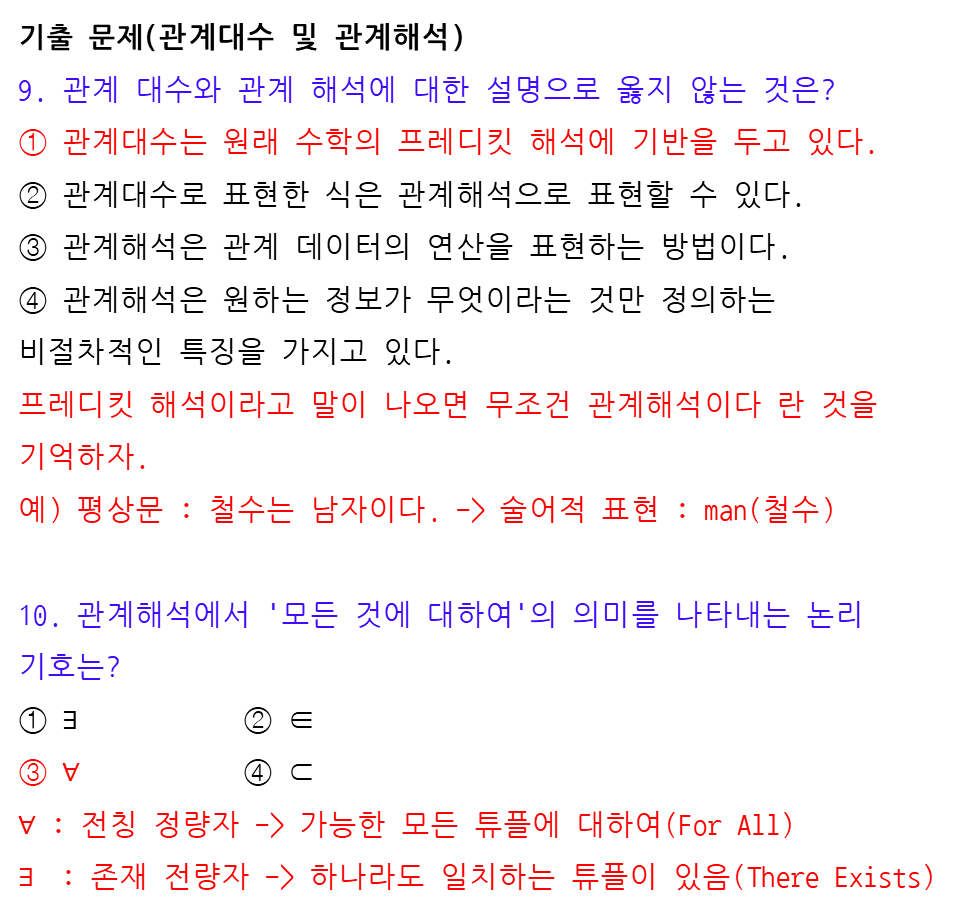 기출 문제(관계대수 및 관계해석)
9. 관계 대수와 관계 해석에 대한 설명으로 옳지 않는 것은?
① 관계대수는 원래 수학의 프레디킷 해석에 기반을 두고 있다.
② 관계대수로 표현한 식은 관계해석으로 표현할 수 있다.
③ 관계해석은 관계 데이터의 연산을 표현하는 방법이다.
④ 관계해석은 원하는 정보가 무엇이라는 것만 정의하는
비절차적인 특징을 가지고 있다.
프레디킷 해석이라고 말이 나오면 무조건 관계해석이다 란 것을
기억하자.
예) 평상문 : 철수는 남자이다. -> 술어적 표현 : man(철수)
10. 관계해석에서 '모든 것에 대하여'의 의미를 나타내는 논리
기호는?
① ∃ ② ∈
③ ∀ ④ ⊂
∀ : 전칭 정량자 -> 가능한 모든 튜플에 대하여(For All)
∃ : 존재 전량자 -> 하나라도 일치하는 튜플이 있음(There Exists)